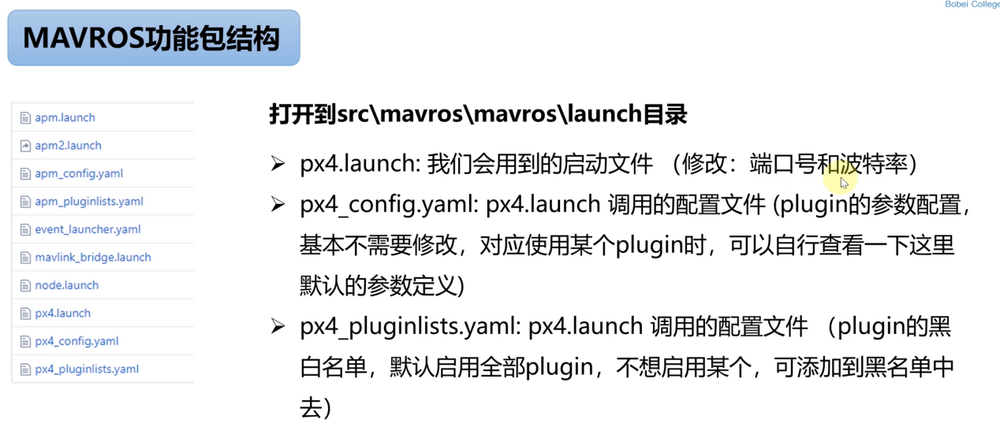 Bobei College
MAVROS功能包结构
apm.launch
apm2.launch
apm_config.yaml
apm_pluginlists.yaml
event_launcher.yaml
mavlink_bridge.launch
node.launch
px4.launch
px4_config.yaml
px4_pluginlists.yaml
打开到src\mavros\mavros\launch目录
px4.launch: 我们会用到的启动文件 （修改：端口号和波特率）
px4_config.yaml: px4.launch 调用的配置文件 (plugin的参数配置，
基本不需要修改，对应使用某个plugin时，可以自行查看一下这里
默认的参数定义)
px4_pluginlists.yaml: px4.launch 调用的配置文件 （plugin的黑
白名单，默认启用全部plugin，不想启用某个，可添加到黑名单中
去）